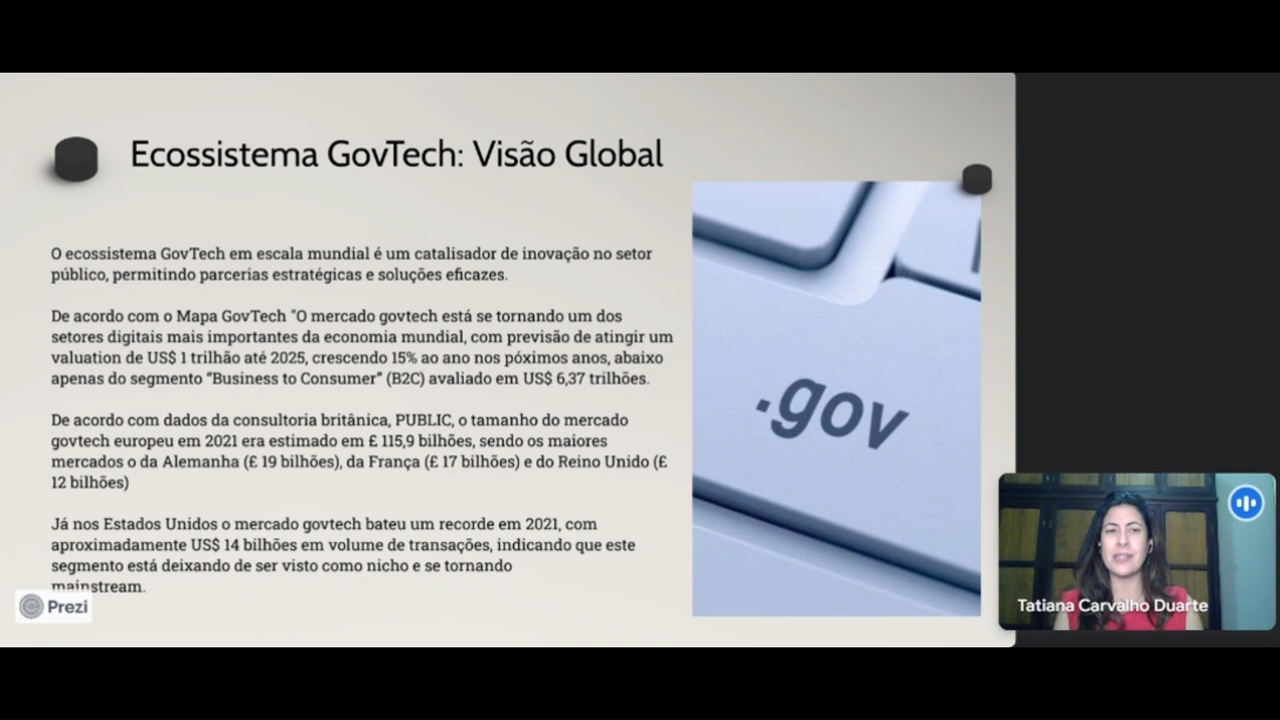 Ecossistema GovTech: Visão Global
O ecossistema GovTech em escala mundial é um catalisador de inovação no setor
público, permitindo parcerias estratégicas e soluções eficazes.
De acordo com o Mapa GovTech "O mercado govtech está se tornando um dos
setores digitais mais importantes da economia mundial, com previsão de atingir um
valuation de US$ 1 trilhão até 2025, crescendo 15% ao ano nos póximos anos, abaixo
apenas do segmento “Business to Consumer” (B2C) avaliado em US$ 6,37 trilhões.
De acordo com dados da consultoria britânica, PUBLIC, o tamanho do mercado
govtech europeu em 2021 era estimado em £ 115,9 bilhões, sendo os maiores
mercados o da Alemanha (£ 19 bilhões), da França (£ 17 bilhões) e do Reino Unido (£
12 bilhões)
Já nos Estados Unidos o mercado govtech bateu um recorde em 2021, com
aproximadamente US$ 14 bilhões em volume de transações, indicando que este
segmento está deixando de ser visto como nicho e se tornando
mainstream.
Prezi
.gov
Tatiana Carvalho Duarte